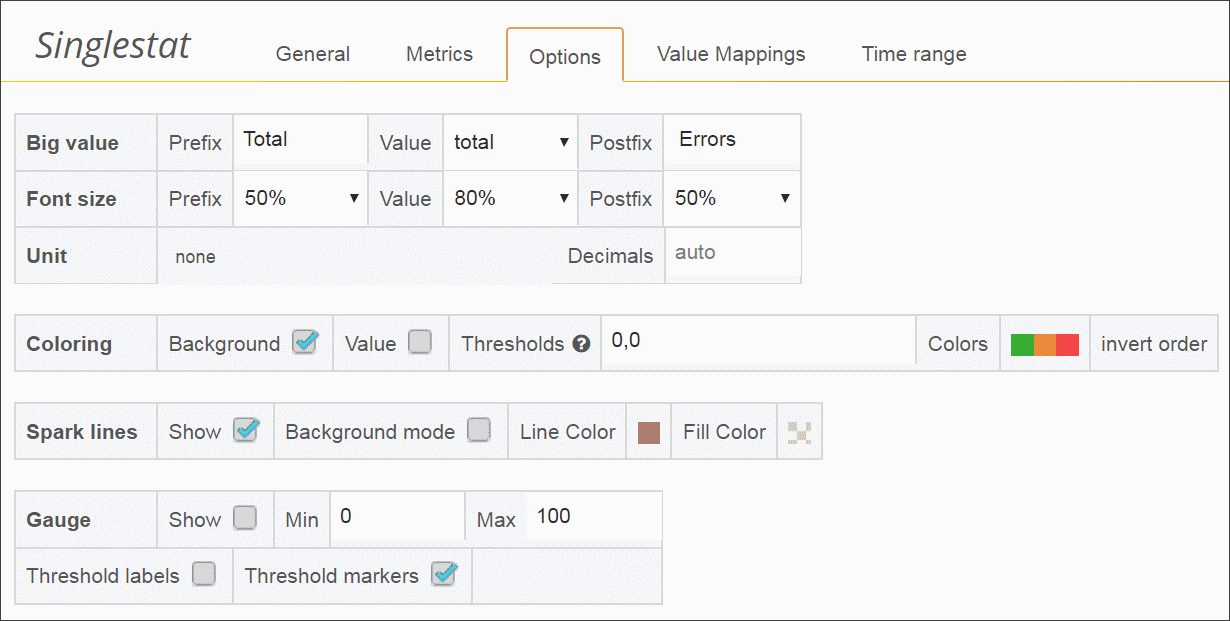 Singlestat General Metrics Options Value Mappings Time range
Big value Prefix Total Value total Postfix Errors
Font size Prefix 50% Value 80% Postfix 50%
Unit none Decimals auto
Coloring Background Value Thresholds ? 0,0 Colors invert order
Spark lines Show Background mode Line Color Fill Color
Gauge Show Min 0 Max 100
Threshold labels Threshold markers